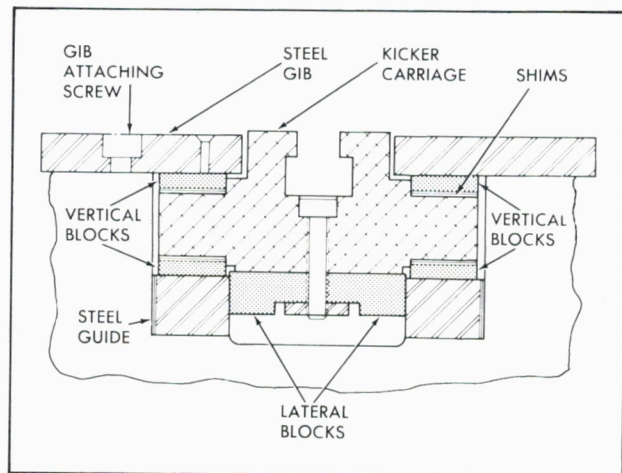 GIB
ATTACHING
SCREW
STEEL
GIB
KICKER
CARRIAGE
SHIMS
VERTICAL
BLOCKS
VERTICAL
BLOCKS
STEEL
GUIDE
LATERAL
BLOCKS